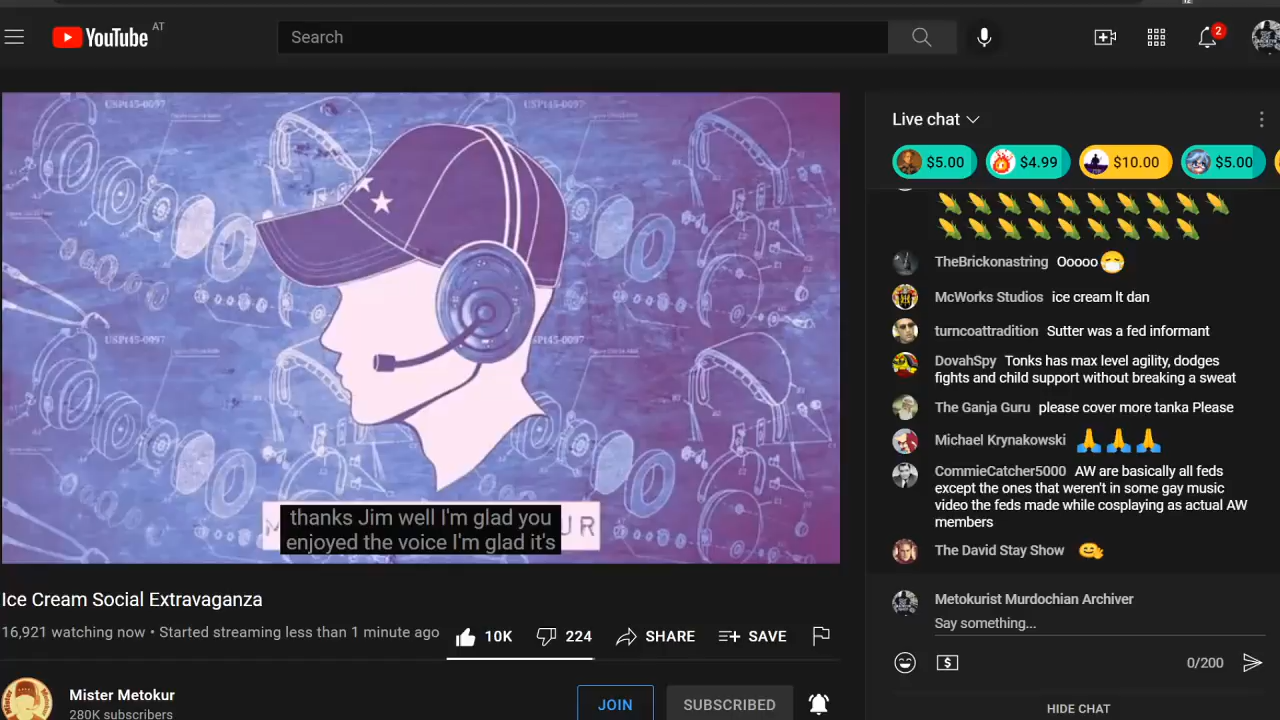 YouTube AT
Search
2
USPt45-0097
USPt45-0097
USPt45-0097
thanks Jim well I'm glad you
enjoyed the voice I'm glad it's
Ice Cream Social Extravaganza
16,921 watching now • Started streaming less than 1 minute ago
10K
224
SHARE
SAVE
Mister Metokur
280K subscribers
JOIN
SUBSCRIBED
Live chat
$5.00
$4.99
$10.00
$5.00
TheBrickonastring Ooooo
McWorks Studios ice cream lt dan
turncoattradition Sutter was a fed informant
DovahSpy Tonks has max level agility, dodges
fights and child support without breaking a sweat
The Ganja Guru please cover more tanka Please
Michael Krynakowski
CommieCatcher5000 AW are basically all feds
except the ones that weren't in some gay music
video the feds made while cosplaying as actual AW
members
The David Stay Show
Metokurist Murdochian Archiver
Say something...
0/200
HIDE CHAT